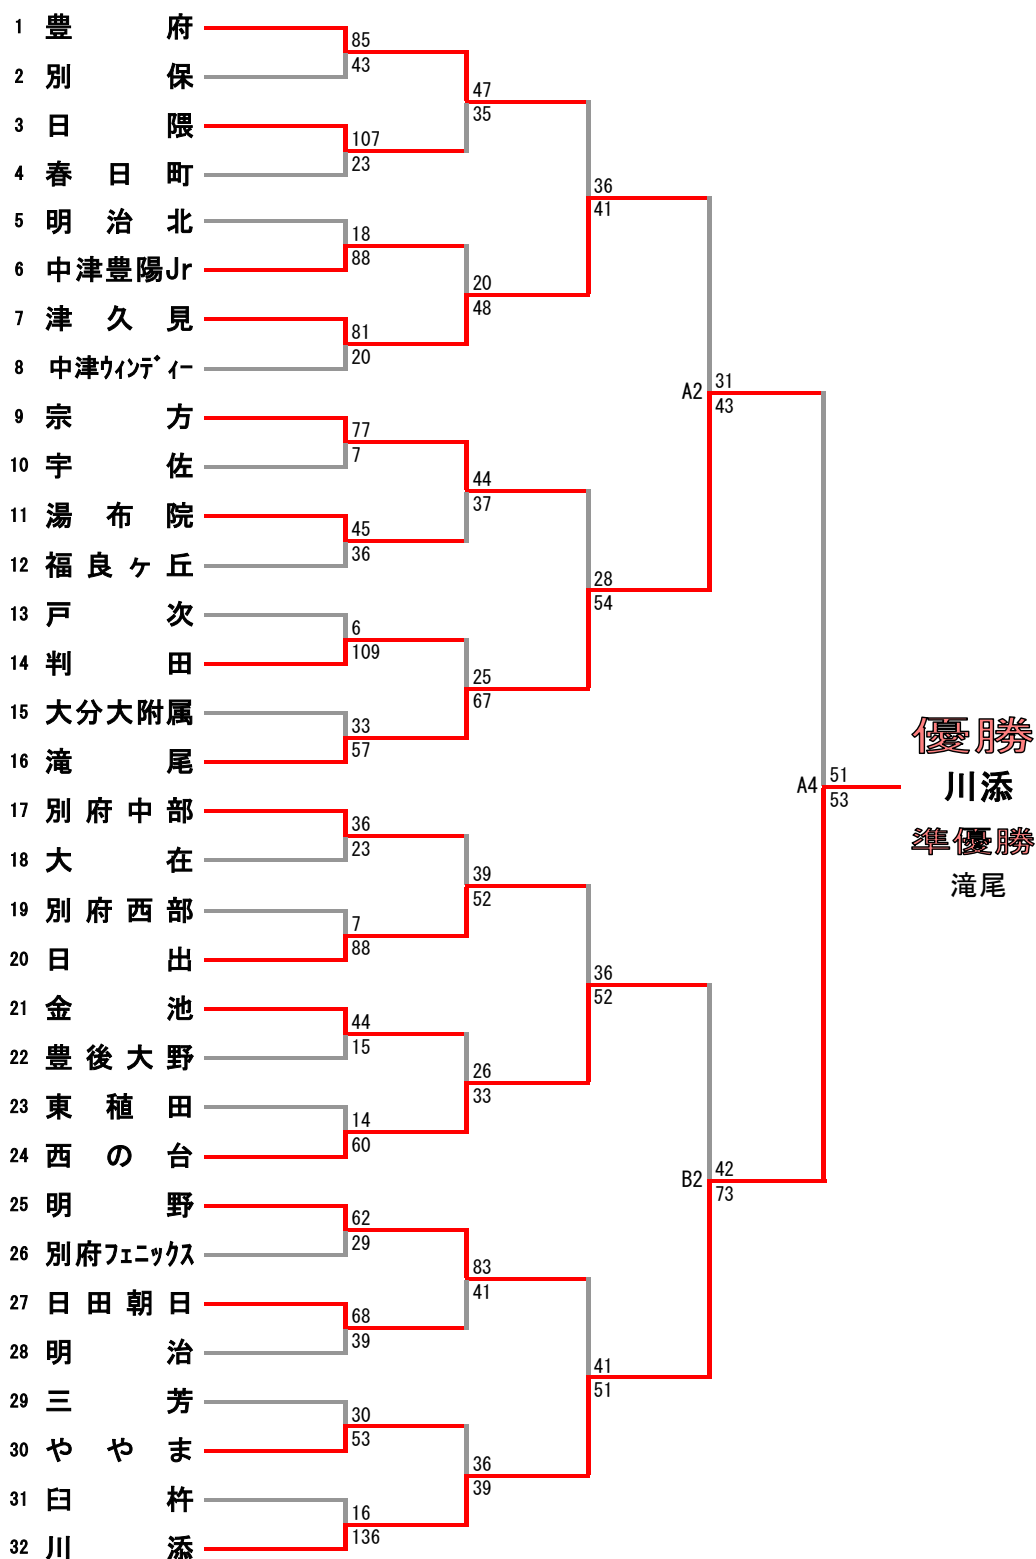 1 豊府
85
2 別保
43
47
35
3 日隈
107
4 春日町
23
36
41
5 明治北
18
6 中津豊陽Jr
88
20
48
7 津久見
81
8 中津ウィンディー
20
A2 31
43
9 宗方
77
10 宇佐
7
44
37
11 湯布院
45
12 福良ヶ丘
36
28
54
13 戸次
6
14 判田
109
25
67
15 大分大附属
33
16 滝尾
57
A4 51
53
優勝
川添
準優勝
滝尾
17 別府中部
36
18 大在
23
39
52
19 別府西部
7
20 日出
88
36
52
21 金池
44
22 豊後大野
15
26
33
23 東稙田
14
24 西の台
60
B2 42
73
25 明野
62
26 別府フェニックス
29
83
41
27 日田朝日
68
28 明治
39
41
51
29 三芳
30
30 ややま
53
36
39
31 臼杵
16
32 川添
136